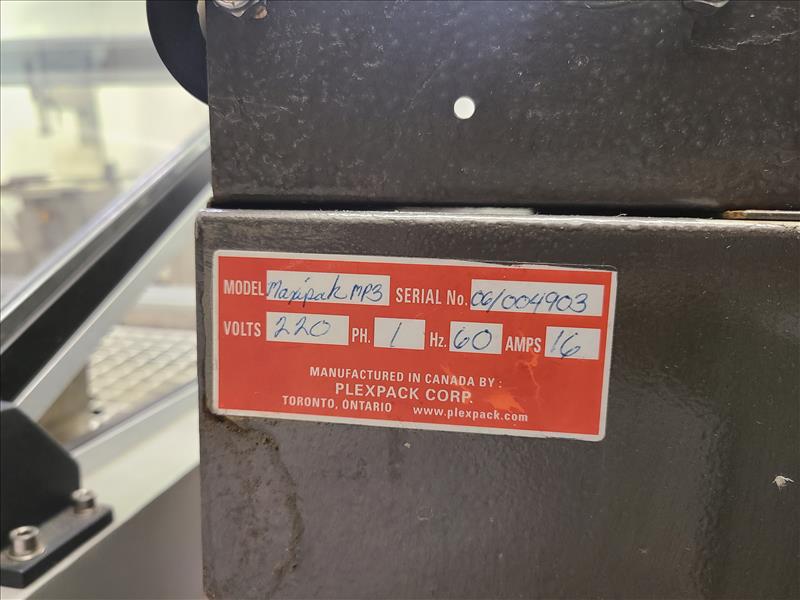 MODEL Maxipak MP3 SERIAL No. 06/004903
VOLTS 220 PH. 1 Hz. 60 AMPS 16
MANUFACTURED IN CANADA BY :
PLEXPACK CORP.
TORONTO, ONTARIO www.plexpack.com